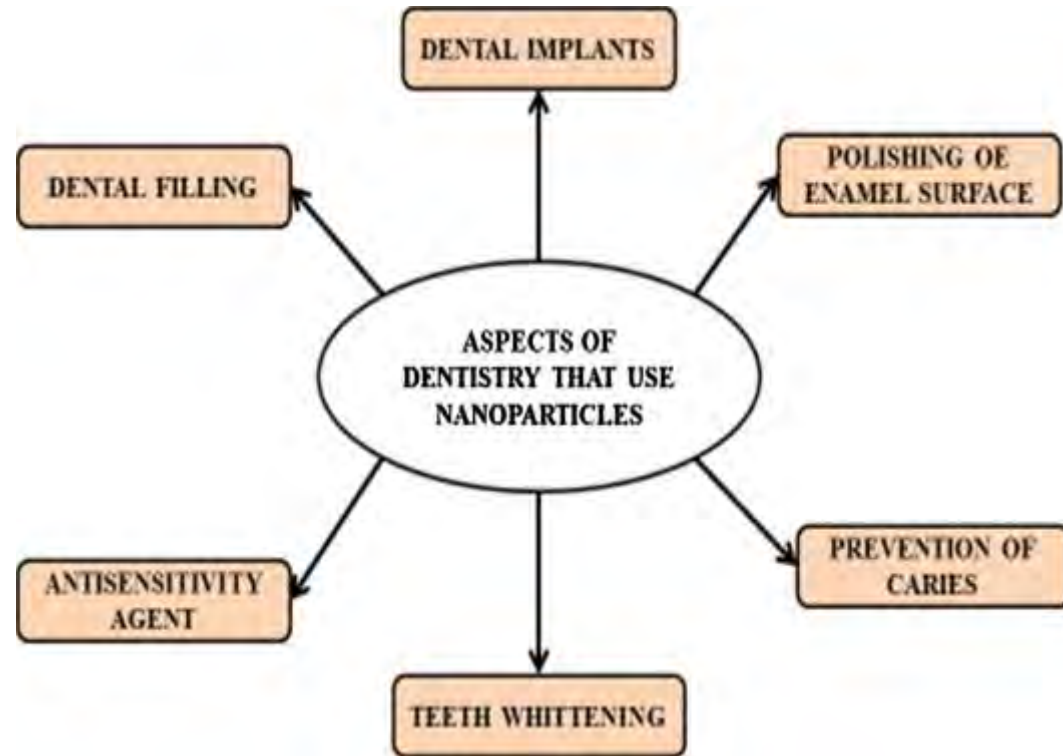 DENTAL IMPLANTS
DENTAL FILLING
POLISHING OE
ENAMEL SURFACE
ASPECTS OF
DENTISTRY THAT USE
NANOPARTICLES
ANTISENSITIVITY
AGENT
PREVENTION OF
CARIES
TEETH WHITTENING